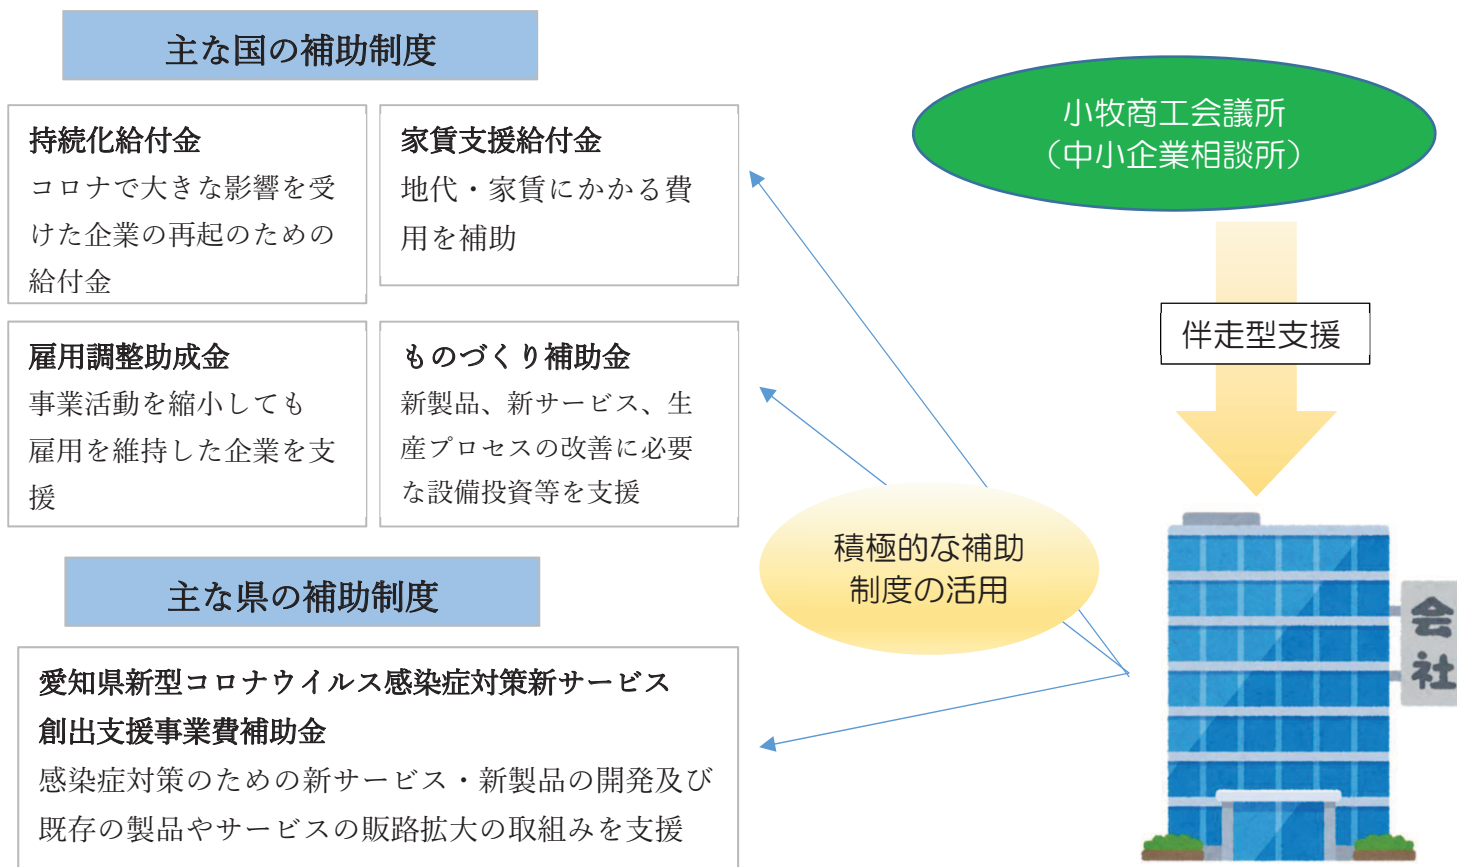 主な国の補助制度
持続化給付金
コロナで大きな影響を受
けた企業の再起のための
給付金
家賃支援給付金
地代・家賃にかかる費
用を補助
雇用調整助成金
事業活動を縮小しても
雇用を維持した企業を支
援
ものづくり補助金
新製品、新サービス、生
産プロセスの改善に必要
な設備投資等を支援
主な県の補助制度
愛知県新型コロナウイルス感染症対策新サービス
創出支援事業費補助金
感染症対策のための新サービス・新製品の開発及び
既存の製品やサービスの販路拡大の取組みを支援
積極的な補助
制度の活用
小牧商工会議所
（中小企業相談所）
伴走型支援
会社